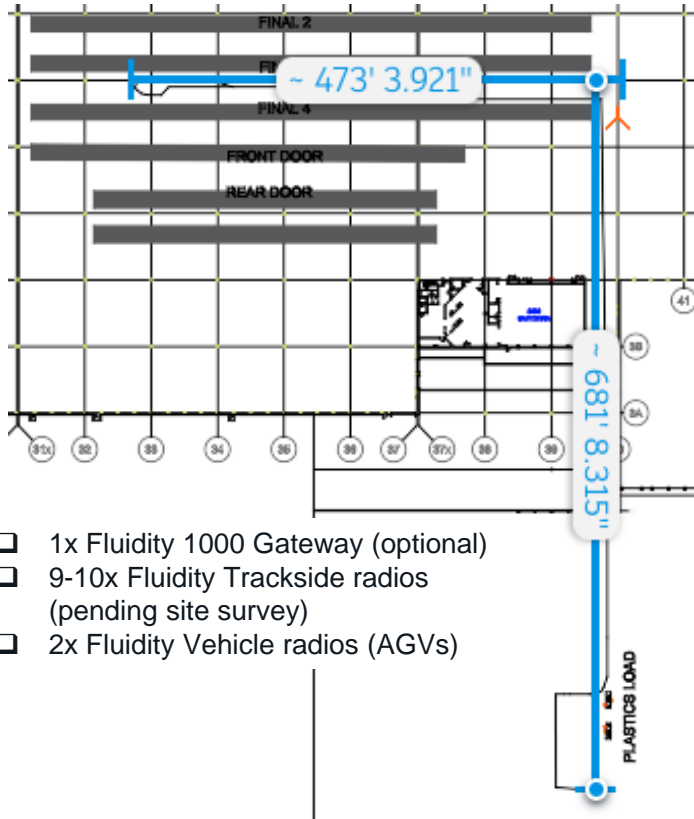 FINAL 2
~ 473' 3.921"
FINAL 4
FRONT DOOR
REAR DOOR
41
3B
~ 681' 8.315"
3A
31x
32
33
34
35
36
37
37x
38
39
1x Fluidity 1000 Gateway (optional)
9-10x Fluidity Trackside radios
(pending site survey)
2x Fluidity Vehicle radios (AGVs)
PLASTICS LOAD